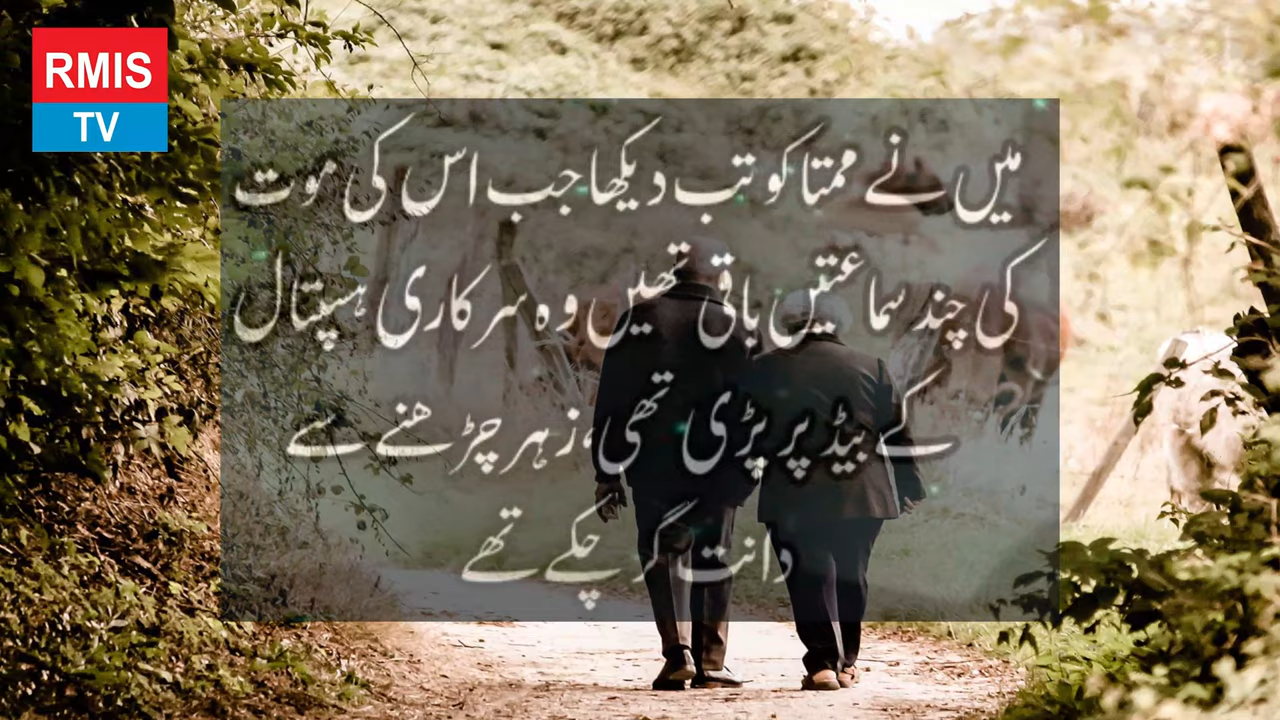 RMIS
TV
میں نے ممتا کو تب دیکھا جب اس کی موت
کی چند سماعتیں باقی تھیں وہ سرکاری ہسپتال
کے بیڈ پر پڑی تھی،زہر چڑھنے سے
دانت گر چکے تھے